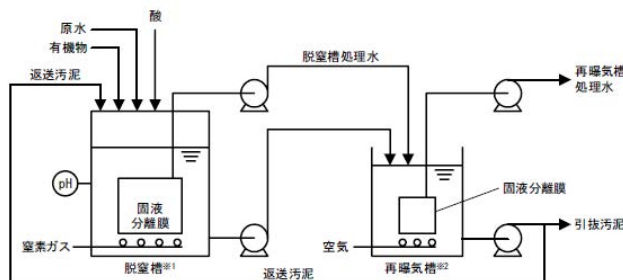 原水
酸
有機物
返送汚泥
脱窒槽処理水
再曝気槽
処理水
pH
固液
分離膜
固液分離膜
窒素ガス
空気
引抜汚泥
脱窒槽※1
返送汚泥
再曝気槽※2